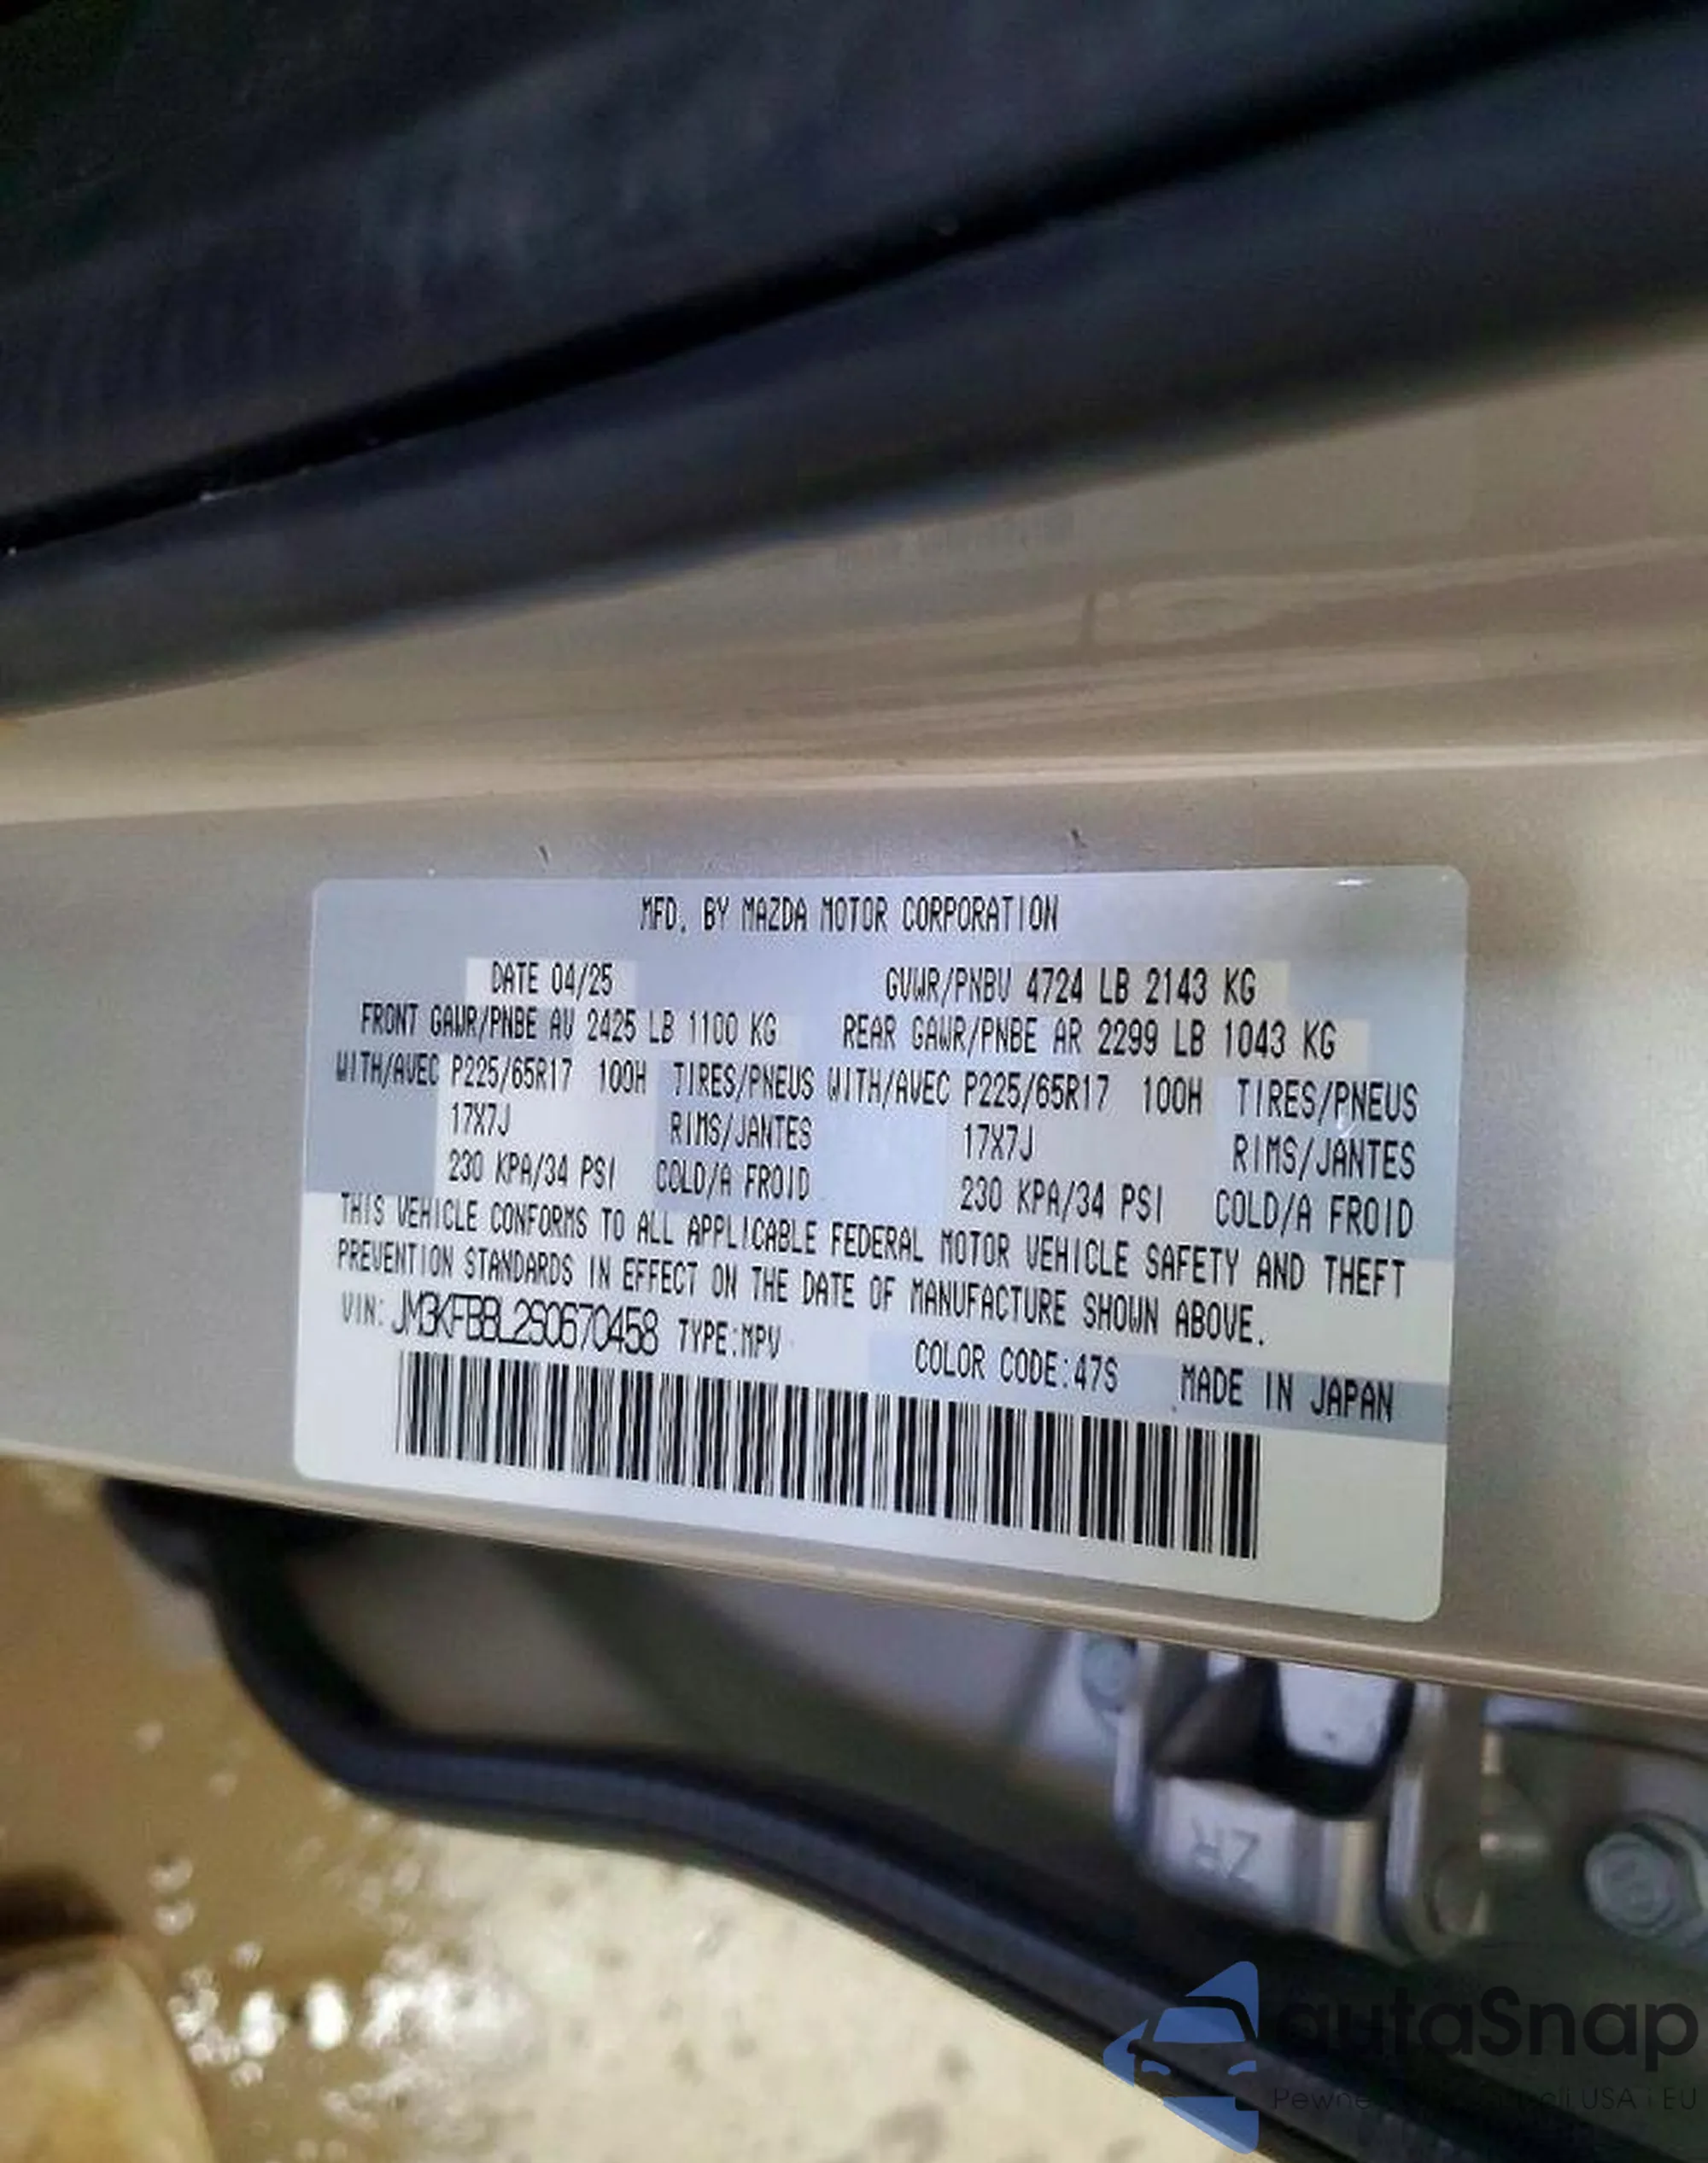 MFD. BY MAZDA MOTOR CORPORATION
DATE 04/25 GVWR/PNBV 4724 LB 2143 KG
FRONT GAWR/PNBE AV 2425 LB 1100 KG REAR GAWR/PNBE AR 2299 LB 1043 KG
WITH/AVEC P225/65R17 100H TIRES/PNEUS WITH/AVEC P225/65R17 100H TIRES/PNEUS
17X7J RIMS/JANTES 17X7J RIMS/JANTES
230 KPA/34 PSI COLD/A FROID 230 KPA/34 PSI COLD/A FROID
THIS VEHICLE CONFORMS TO ALL APPLICABLE FEDERAL MOTOR VEHICLE SAFETY AND THEFT
PREVENTION STANDARDS IN EFFECT ON THE DATE OF MANUFACTURE SHOWN ABOVE.
VIN: JM3KFBBL2S0670458 TYPE:MPV COLOR CODE:47S MADE IN JAPAN
ZR
autaSnap
USA i EU